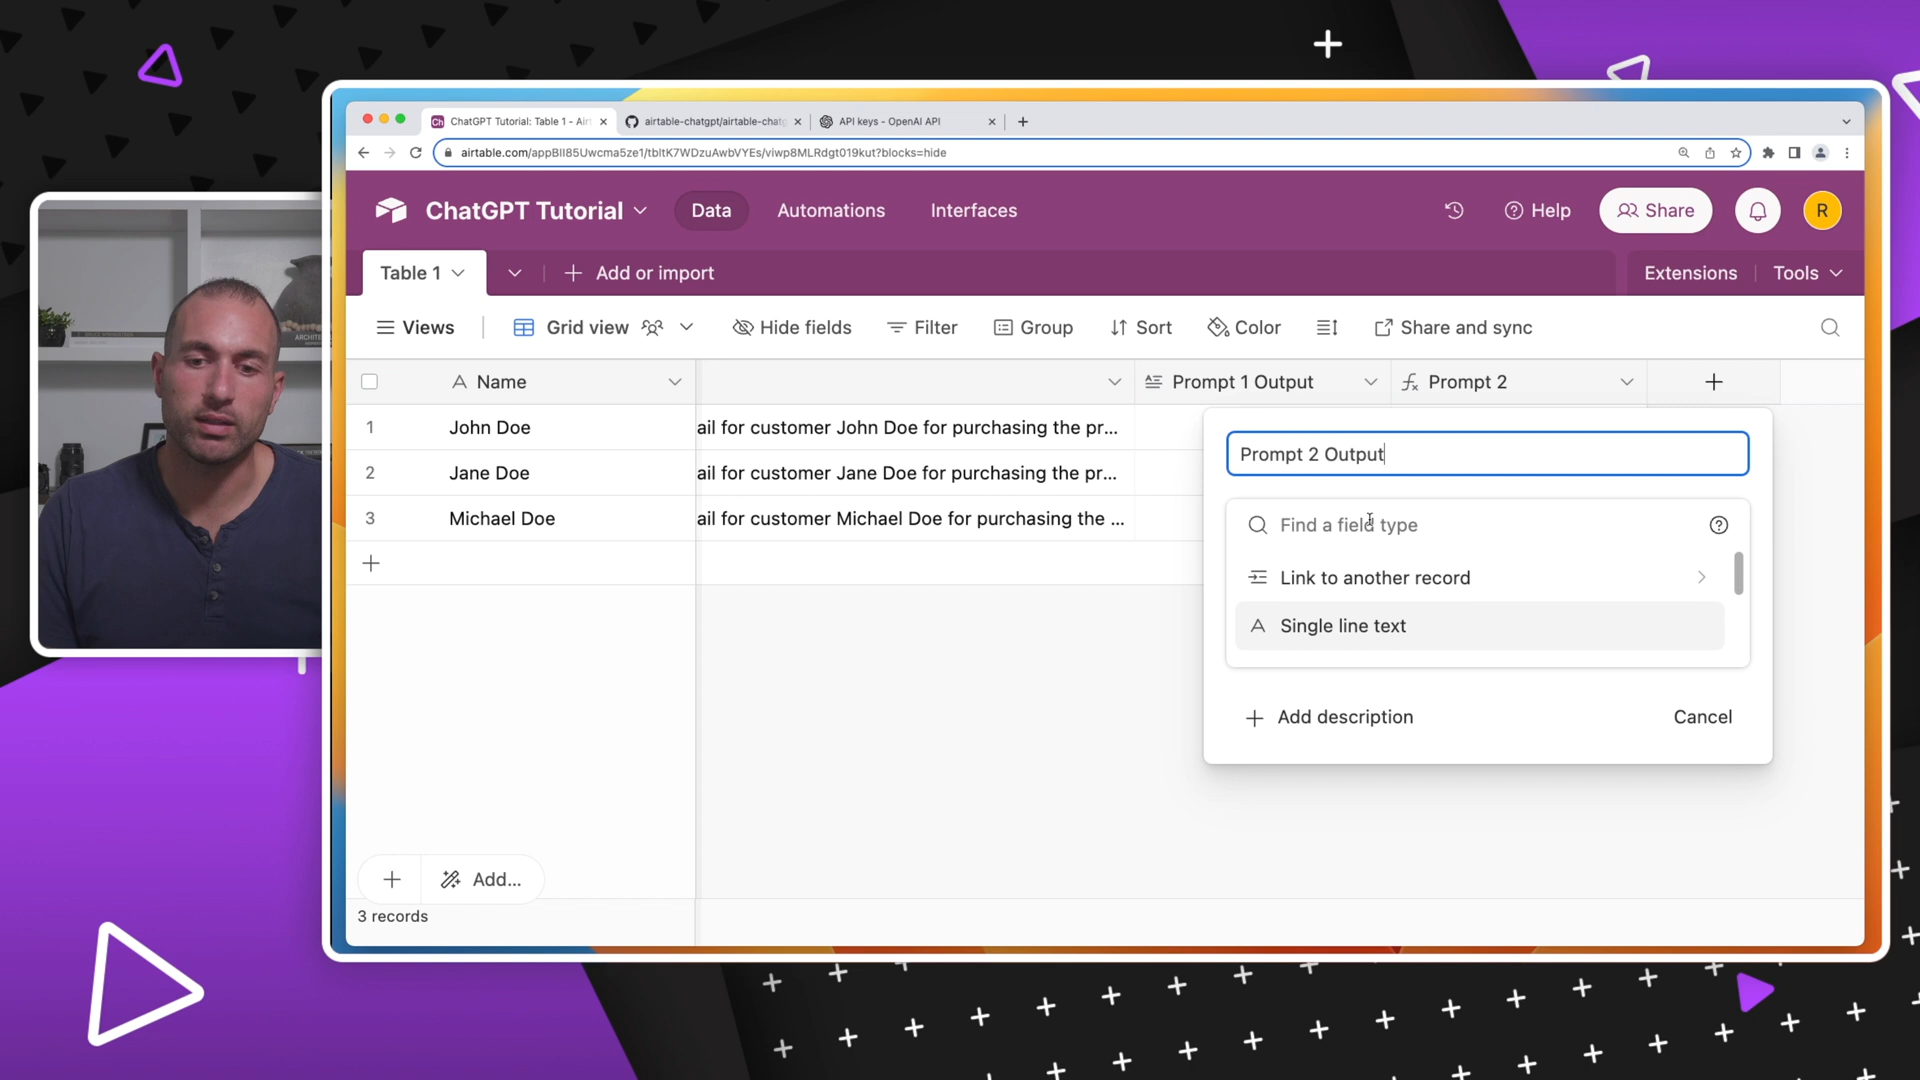 ChatGPT Tutorial: Table 1 - Air
airtable-chatgpt/airtable-chatg
API keys - OpenAI API
airtable.com/appBII85Uwcma5ze1/tbltK7WDzuAwbVYEs/viwp8MLRdgt019kut?blocks=hide
ChatGPT Tutorial
Data
Automations
Interfaces
Help
Share
R
Table 1
Add or import
Extensions
Tools
Views
Grid view
Hide fields
Filter
Group
Sort
Color
Share and sync
Name
Prompt 1 Output
Prompt 2
1
John Doe
ail for customer John Doe for purchasing the pr...
2
Jane Doe
ail for customer Jane Doe for purchasing the pr...
3
Michael Doe
ail for customer Michael Doe for purchasing the ...
Prompt 2 Output
Find a field type
Link to another record
Single line text
Add description
Cancel
Add...
3 records